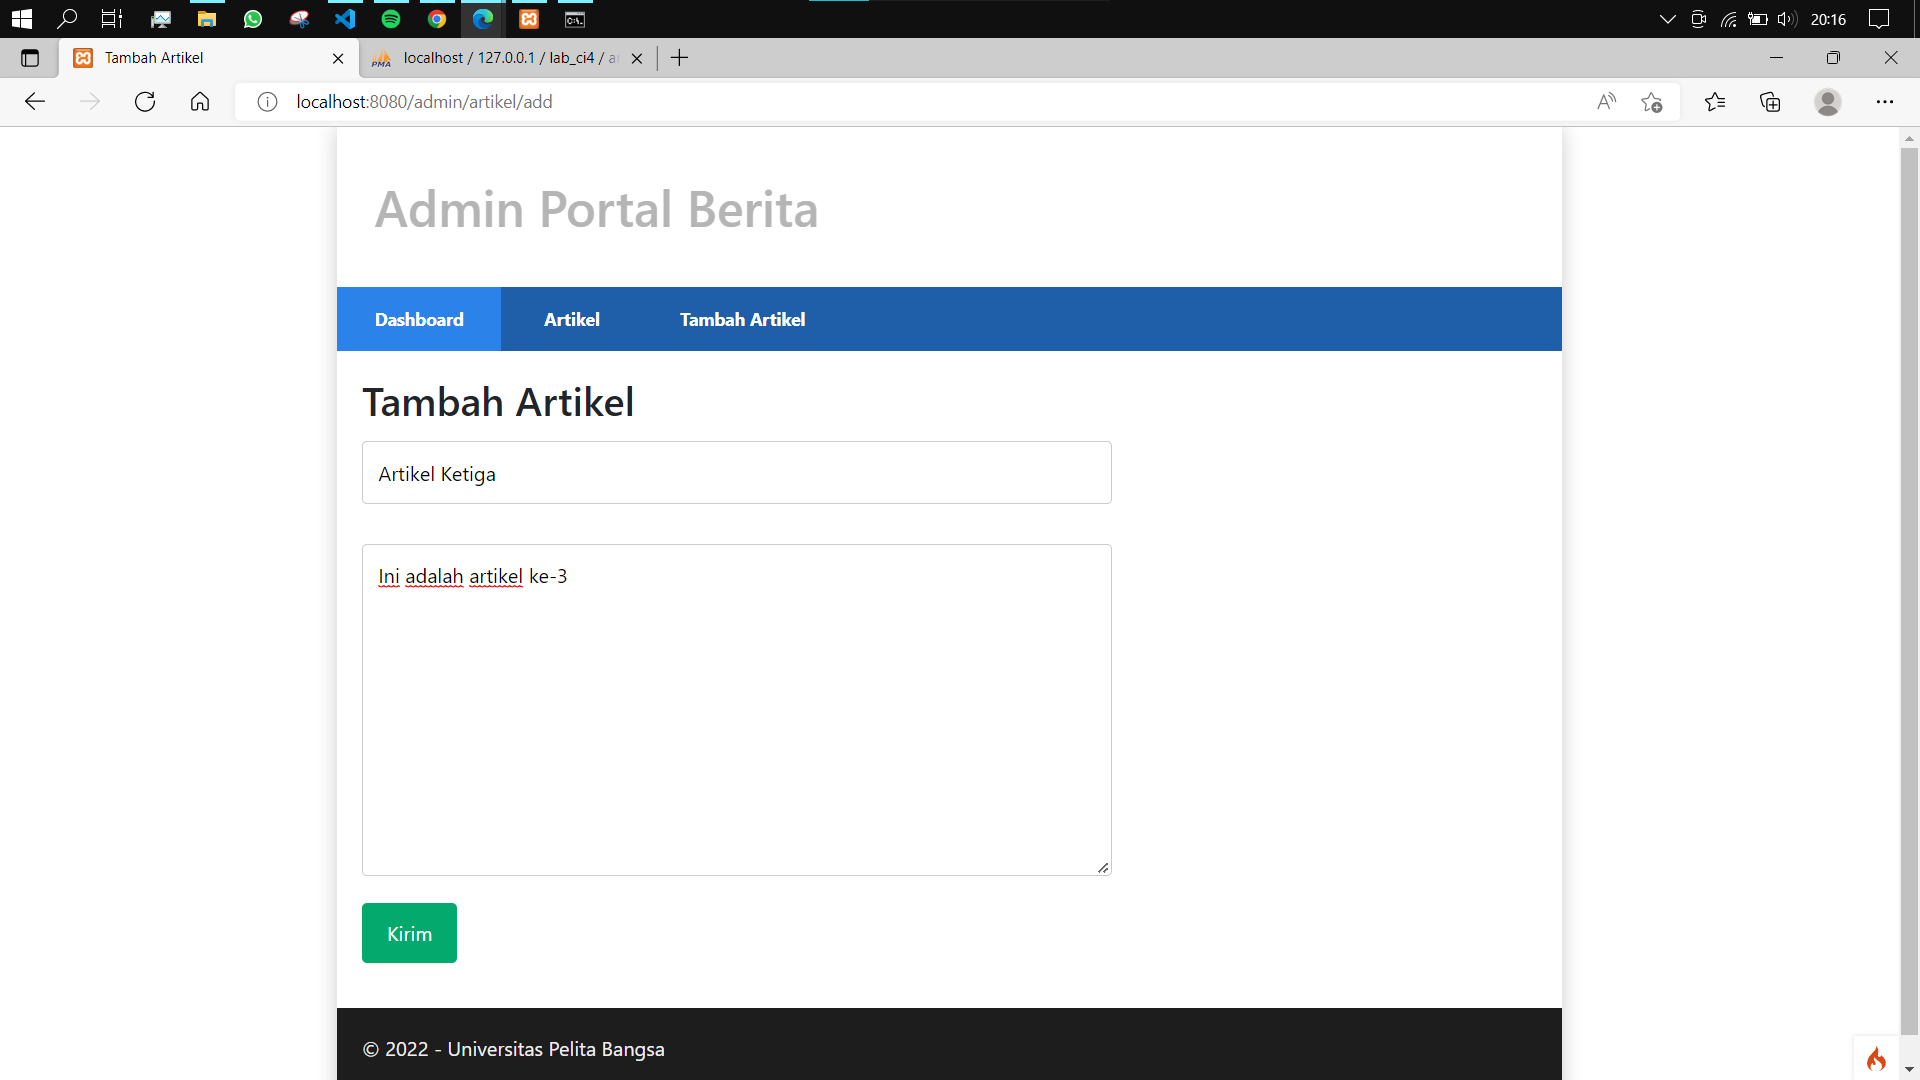 20:16
Tambah Artikel
PMA
localhost / 127.0.0.1 / lab_ci4 / ar
localhost:8080/admin/artikel/add
Admin Portal Berita
Dashboard
Artikel
Tambah Artikel
Tambah Artikel
Artikel Ketiga
Ini adalah artikel ke-3
Kirim
© 2022 - Universitas Pelita Bangsa